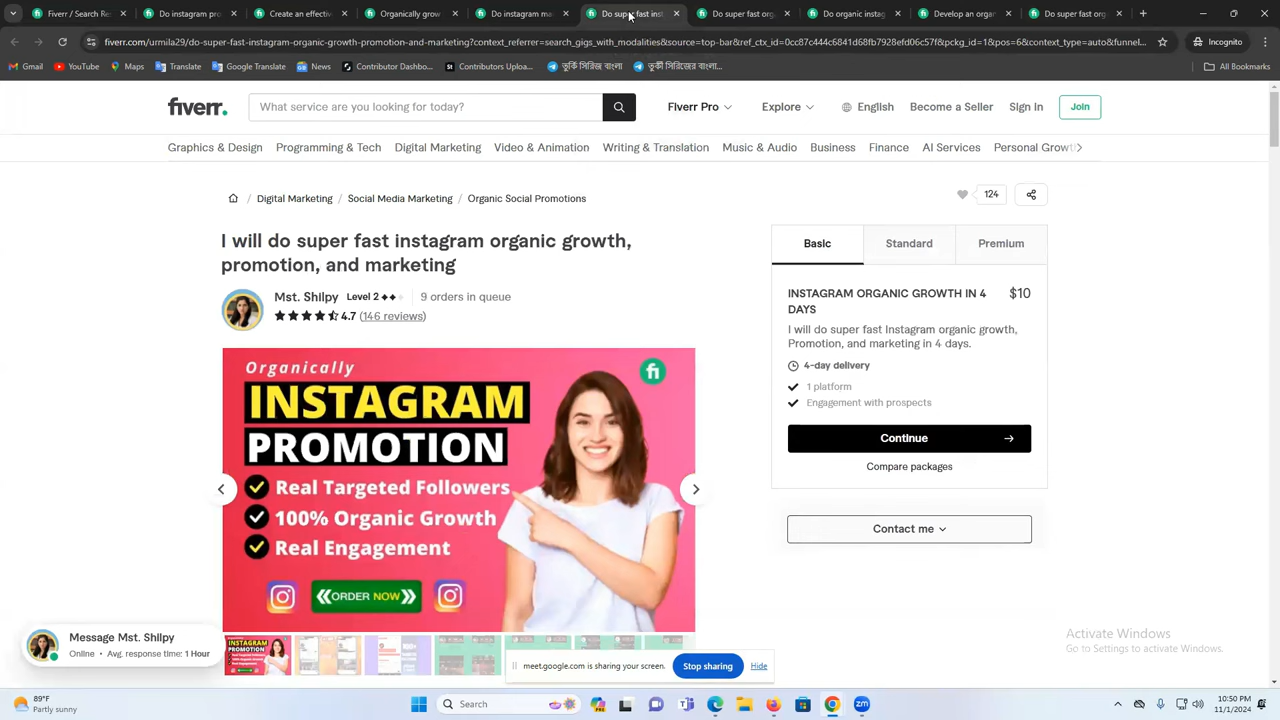 Fiverr / Search Re
Do instagram pro
Create an effectiv
Organically grow
Do instagram ma
Do super fast inst
Do super fast org
Do organic instag
Develop an organ
Do super fast org
fiverr.com/urmila29/do-super-fast-instagram-organic-growth-promotion-and-marketing?context_referrer=search_gigs_with_modalities&source=top-bar&ref_ctx_id=0cc87c444c6841d68fb7928efd06c57f&pckg_id=1&pos=6&context_type=auto&funnel...
Incognito
Gmail
YouTube
Maps
Translate
Google Translate
News
Contributor Dashbo...
Contributors Uploa...
All Bookmarks
fiverr.
What service are you looking for today?
Fiverr Pro
Explore
English
Become a Seller
Sign In
Join
Graphics & Design
Programming & Tech
Digital Marketing
Video & Animation
Writing & Translation
Music & Audio
Business
Finance
AI Services
Personal Growt
/ Digital Marketing / Social Media Marketing / Organic Social Promotions
124
I will do super fast instagram organic growth,
promotion, and marketing
Mst. Shilpy
Level 2
9 orders in queue
4.7 (146 reviews)
Basic
Standard
Premium
INSTAGRAM ORGANIC GROWTH IN 4
DAYS
$10
I will do super fast Instagram organic growth,
Promotion, and marketing in 4 days.
4-day delivery
1 platform
Engagement with prospects
Continue
Compare packages
Contact me
Organically
INSTAGRAM
PROMOTION
Real Targeted Followers
100% Organic Growth
Real Engagement
ORDER NOW
fi
Message Mst. Shilpy
Online • Avg. response time: 1 Hour
meet.google.com is sharing your screen.
Stop sharing
Hide
Activate Windows
Go to Settings to activate Windows.
89°F
Partly sunny
Search
10:50 PM
11/1/2024